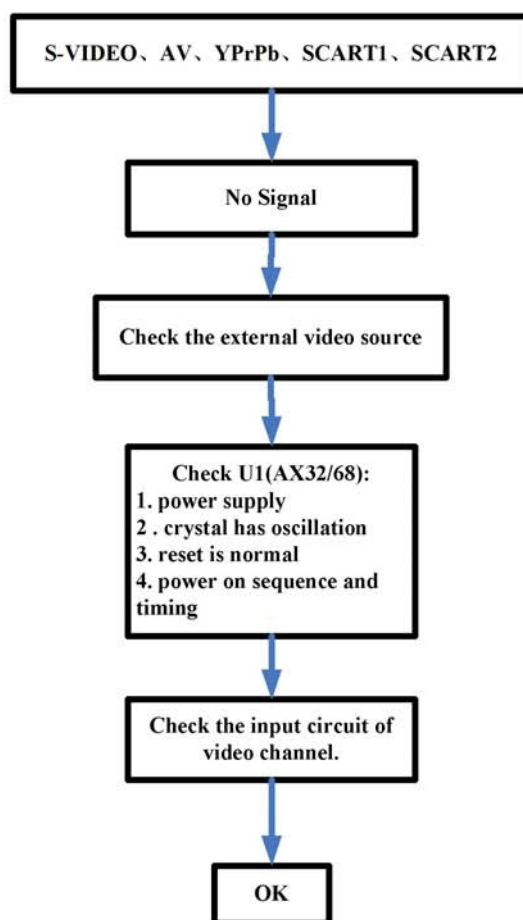 S-VIDEO、AV、YPrPb、SCART1、SCART2
No Signal
Check the external video source
Check U1(AX32/68):
1. power supply
2 . crystal has oscillation
3. reset is normal
4. power on sequence and
timing
Check the input circuit of
video channel.
OK